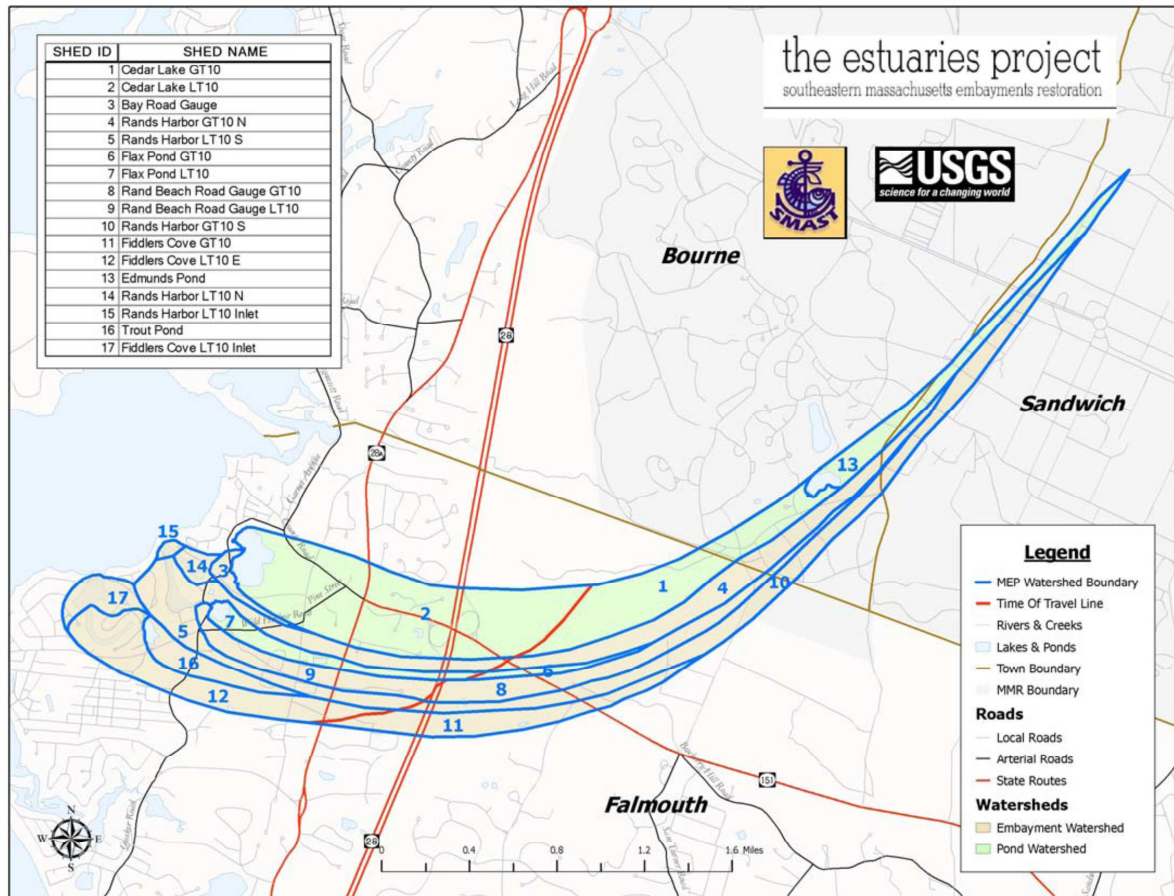 SHED ID SHED NAME
1 Cedar Lake GT10
2 Cedar Lake LT10
3 Bay Road Gauge
4 Rands Harbor GT10 N
5 Rands Harbor LT10 S
6 Flax Pond GT10
7 Flax Pond LT10
8 Rand Beach Road Gauge GT10
9 Rand Beach Road Gauge LT10
10 Rands Harbor GT10 S
11 Fiddlers Cove GT10
12 Fiddlers Cove LT10 E
13 Edmunds Pond
14 Rands Harbor LT10 N
15 Rands Harbor LT10 Inlet
16 Trout Pond
17 Fiddlers Cove LT10 Inlet
the estuaries project
southeastern massachusetts embayments restoration
SMAST
USGS
science for a changing world
Long Hill Road
County Road
Bourne
28
Sandwich
28A
13
15
14
3
17
7
5
16
9
12
2
1
4
10
6
8
11
Falmouth
151
28
N
W E
S
0 0.4 0.8 1.2 1.6 Miles
Legend
MEP Watershed Boundary
Time Of Travel Line
Rivers & Creeks
Lakes & Ponds
Town Boundary
MMR Boundary
Roads
Local Roads
Arterial Roads
State Routes
Watersheds
Embayment Watershed
Pond Watershed